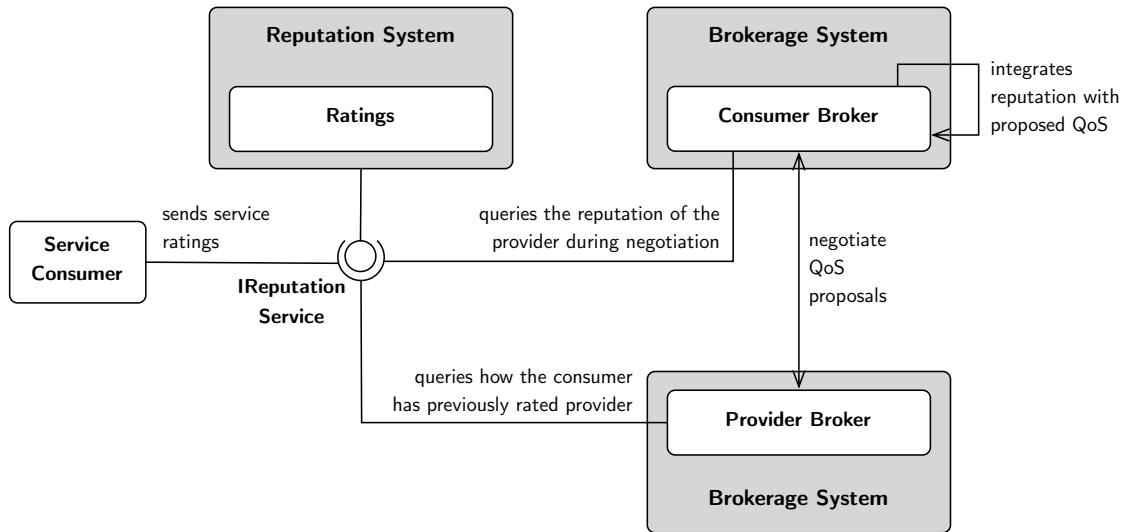 Reputation System
Ratings
Brokerage System
Consumer Broker
integrates
reputation with
proposed QoS
sends service
ratings
Service
Consumer
IReputation
Service
queries the reputation of the
provider during negotiation
negotiate
QoS
proposals
queries how the consumer
has previously rated provider
Provider Broker
Brokerage System